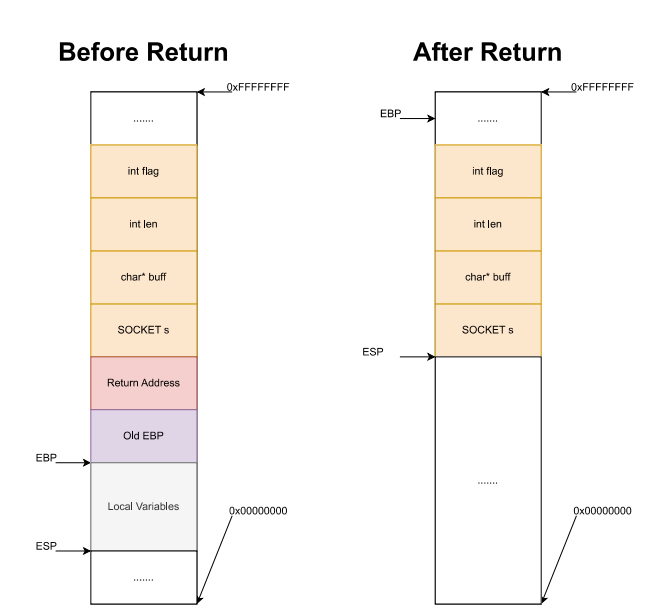 Before Return
0xFFFFFFFF
.......
int flag
int len
char* buff
SOCKET s
Return Address
Old EBP
EBP
Local Variables
0x00000000
ESP
.......
After Return
0xFFFFFFFF
EBP
.......
int flag
int len
char* buff
SOCKET s
ESP
.......
0x00000000